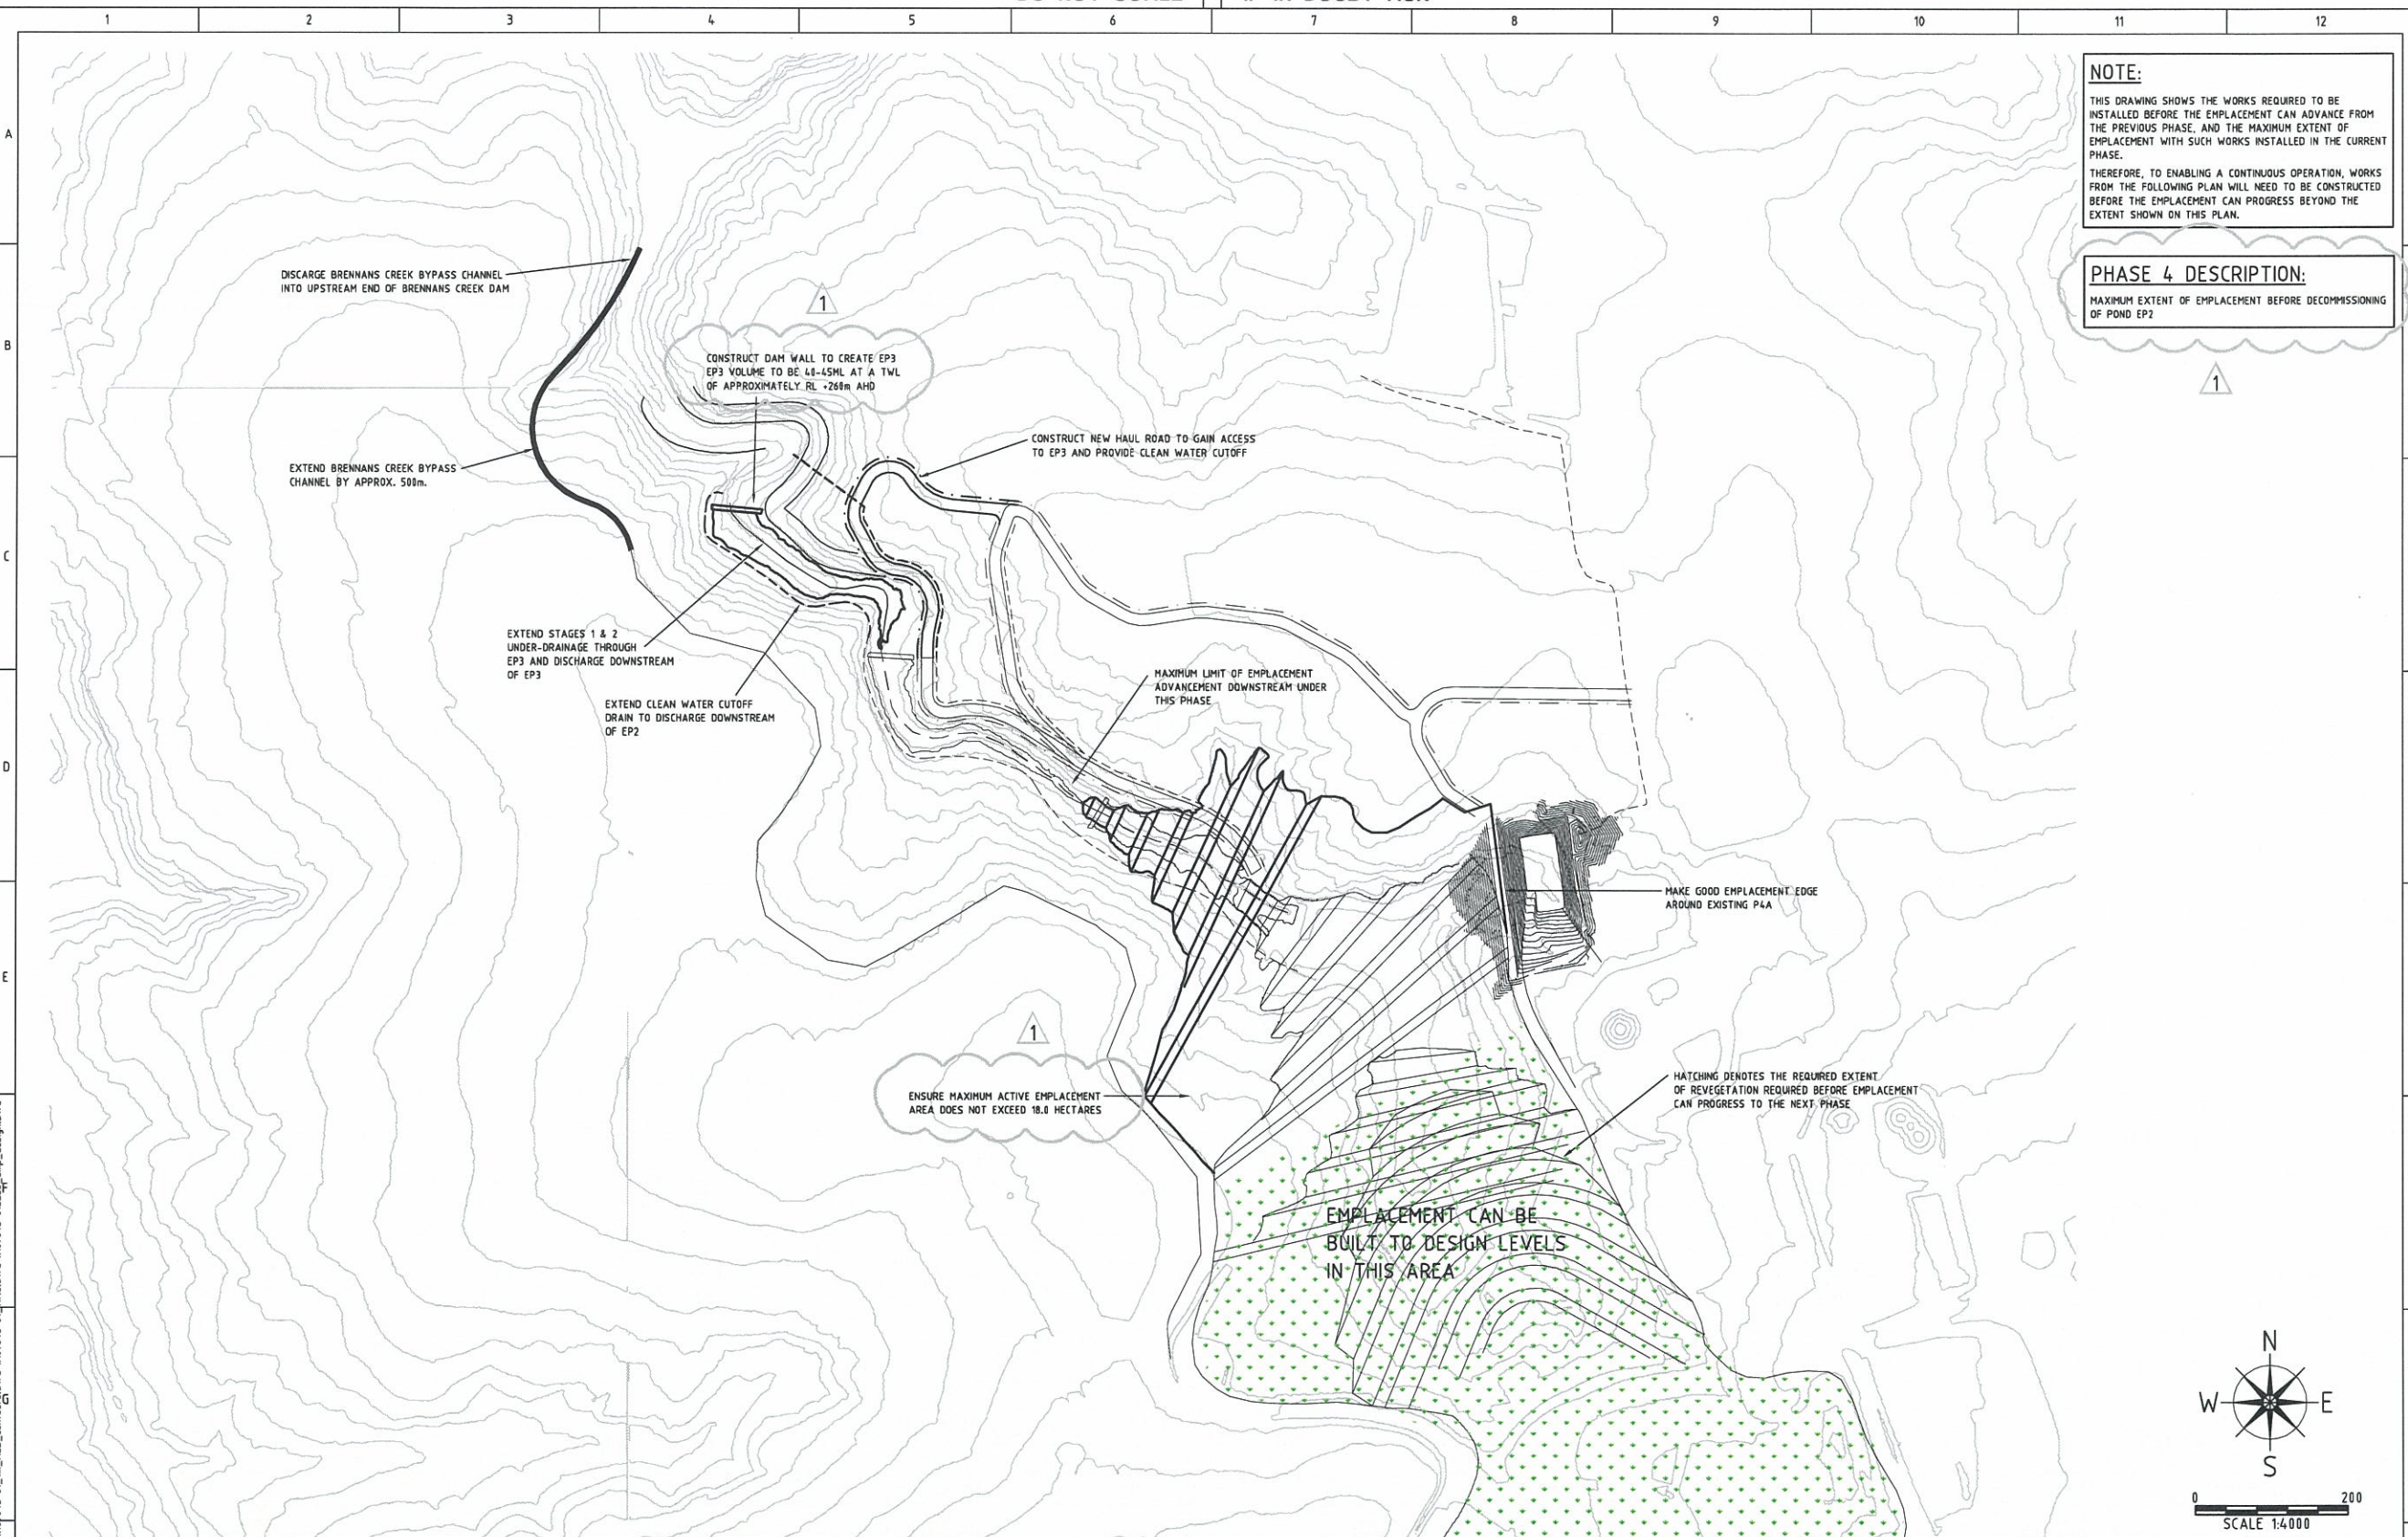 1 2 3 4 5 6 7 8 9 10 11 12
A
B
C
D
E
F
G
NOTE:
THIS DRAWING SHOWS THE WORKS REQUIRED TO BE
INSTALLED BEFORE THE EMPLACEMENT CAN ADVANCE FROM
THE PREVIOUS PHASE, AND THE MAXIMUM EXTENT OF
EMPLACEMENT WITH SUCH WORKS INSTALLED IN THE CURRENT
PHASE.
THEREFORE, TO ENABLING A CONTINUOUS OPERATION, WORKS
FROM THE FOLLOWING PLAN WILL NEED TO BE CONSTRUCTED
BEFORE THE EMPLACEMENT CAN PROGRESS BEYOND THE
EXTENT SHOWN ON THIS PLAN.
PHASE 4 DESCRIPTION:
MAXIMUM EXTENT OF EMPLACEMENT BEFORE DECOMMISSIONING
OF POND EP2
1
DISCARGE BRENNANS CREEK BYPASS CHANNEL
INTO UPSTREAM END OF BRENNANS CREEK DAM
1
CONSTRUCT DAM WALL TO CREATE EP3
EP3 VOLUME TO BE 40-45ML AT A TWL
OF APPROXIMATELY RL +260m AHD
CONSTRUCT NEW HAUL ROAD TO GAIN ACCESS
TO EP3 AND PROVIDE CLEAN WATER CUTOFF
EXTEND BRENNANS CREEK BYPASS
CHANNEL BY APPROX. 500m.
EXTEND STAGES 1 & 2
UNDER-DRAINAGE THROUGH
EP3 AND DISCHARGE DOWNSTREAM
OF EP3
EXTEND CLEAN WATER CUTOFF
DRAIN TO DISCHARGE DOWNSTREAM
OF EP2
MAXIMUM LIMIT OF EMPLACEMENT
ADVANCEMENT DOWNSTREAM UNDER
THIS PHASE
MAKE GOOD EMPLACEMENT EDGE
AROUND EXISTING P4A
1
ENSURE MAXIMUM ACTIVE EMPLACEMENT
AREA DOES NOT EXCEED 18.0 HECTARES
HATCHING DENOTES THE REQUIRED EXTENT
OF REVEGETATION REQUIRED BEFORE EMPLACEMENT
CAN PROGRESS TO THE NEXT PHASE
EMPLACEMENT CAN BE
BUILT TO DESIGN LEVELS
IN THIS AREA
N
W E
S
0 200
SCALE 1:4000